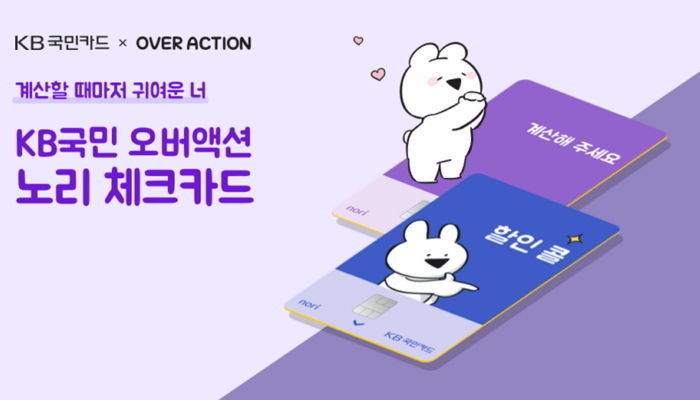 KB국민카드 × OVER ACTION
계산할 때마저 귀여운 너
KB국민 오버액션
노리 체크카드
계산해 주세요
nori
할인 콜
nori
KB국민카드